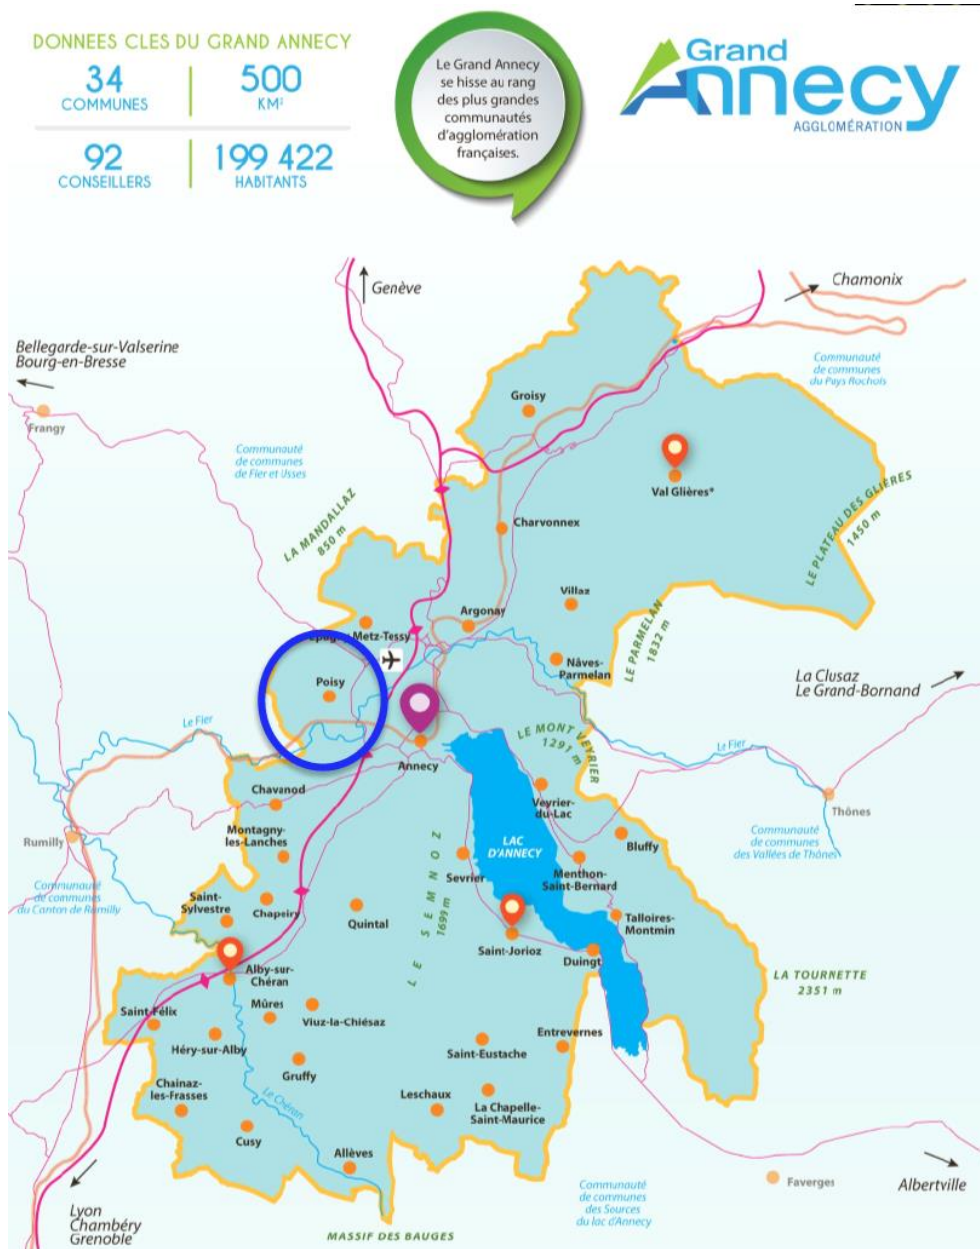 DONNEES CLES DU GRAND ANNECY
34
COMMUNES
500
KM²
92
CONSEILLERS
199 422
HABITANTS
Le Grand Annecy
se hisse au rang
des plus grandes
communautés
d'agglomération
françaises.
Grand
Annecy
AGGLOMÉRATION
Genève
Chamonix
Bellegarde-sur-Valserine
Bourg-en-Bresse
Communauté
de communes
du Pays Rochois
Groisy
Frangy
Communauté
de communes
de Fier et Usses
Val Glières*
LA MANDALLAZ
850 m
LE PLATEAU DES GLIÈRES
1450 m
Charvonnex
Villaz
Argonay
Metz-Tessy
LE PARMELAN
1832 m
Nâves-
Parmelan
Poisy
La Clusaz
Le Grand-Bornand
Le Fier
LE MONT VEYRIER
1291 m
Le Fier
Annecy
Chavanod
Veyrier-
du-Lac
Thônes
Montagny-
les-Lanches
Rumilly
LAC
D'ANNECY
Bluffy
Communauté
de communes
des Vallées de Thônes
Sevrier
Menthon-
Saint-Bernard
LE SEMNOZ
1699 m
Communauté
de communes
du Canton de Rumilly
Saint-
Sylvestre
Chapeiry
Quintal
Talloires-
Montmin
Saint-Jorioz
Duingt
Alby-sur-
Chéran
LA TOURNETTE
2351 m
Saint-Félix
Mûres
Viuz-la-Chiésaz
Entrevernes
Héry-sur-Alby
Saint-Eustache
Gruffy
Chainaz-
les-Frasses
Le Chéran
Leschaux
La Chapelle-
Saint-Maurice
Cusy
Allèves
Faverges
Albertville
Communauté
de communes
des Sources
du lac d'Annecy
Lyon
Chambéry
Grenoble
MASSIF DES BAUGES